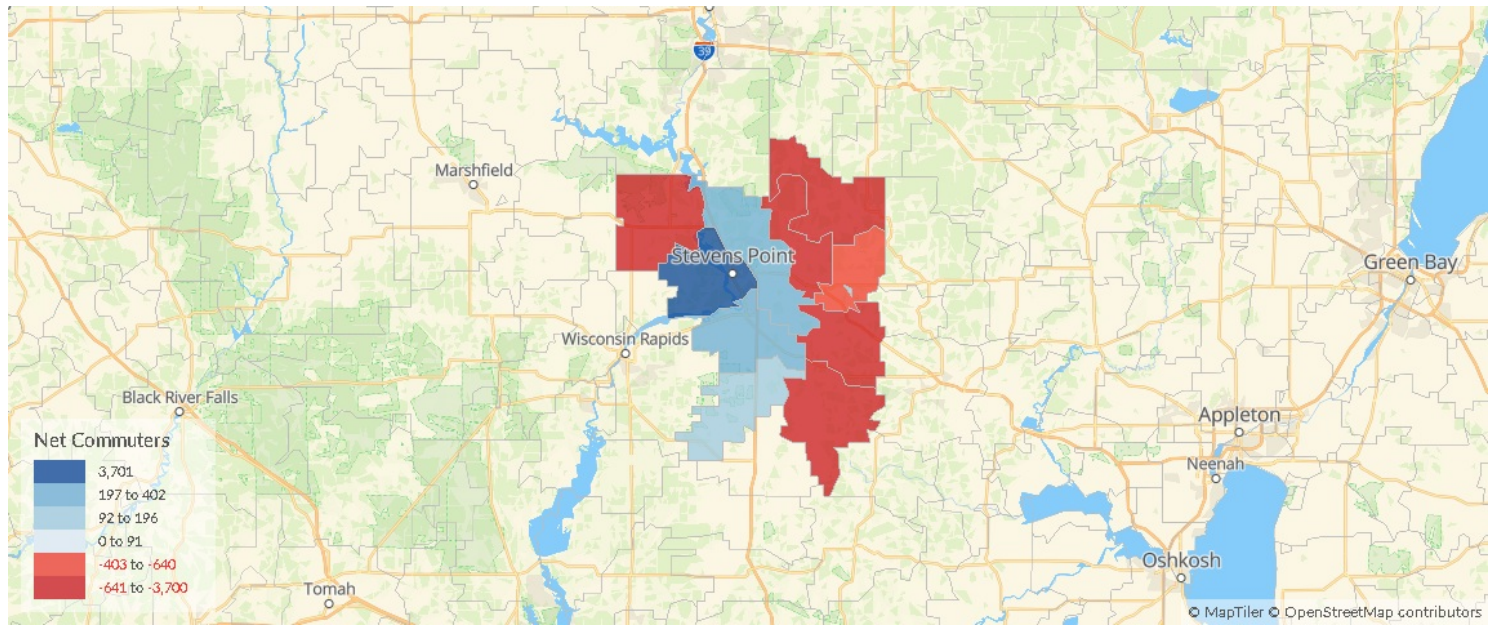 39
Marshfield
Stevens Point
Green Bay
Wisconsin Rapids
Black River Falls
Appleton
Neenah
Oshkosh
Tomah
Net Commuters
3,701
197 to 402
92 to 196
0 to 91
-403 to -640
-641 to -3,700
© MapTiler © OpenStreetMap contributors